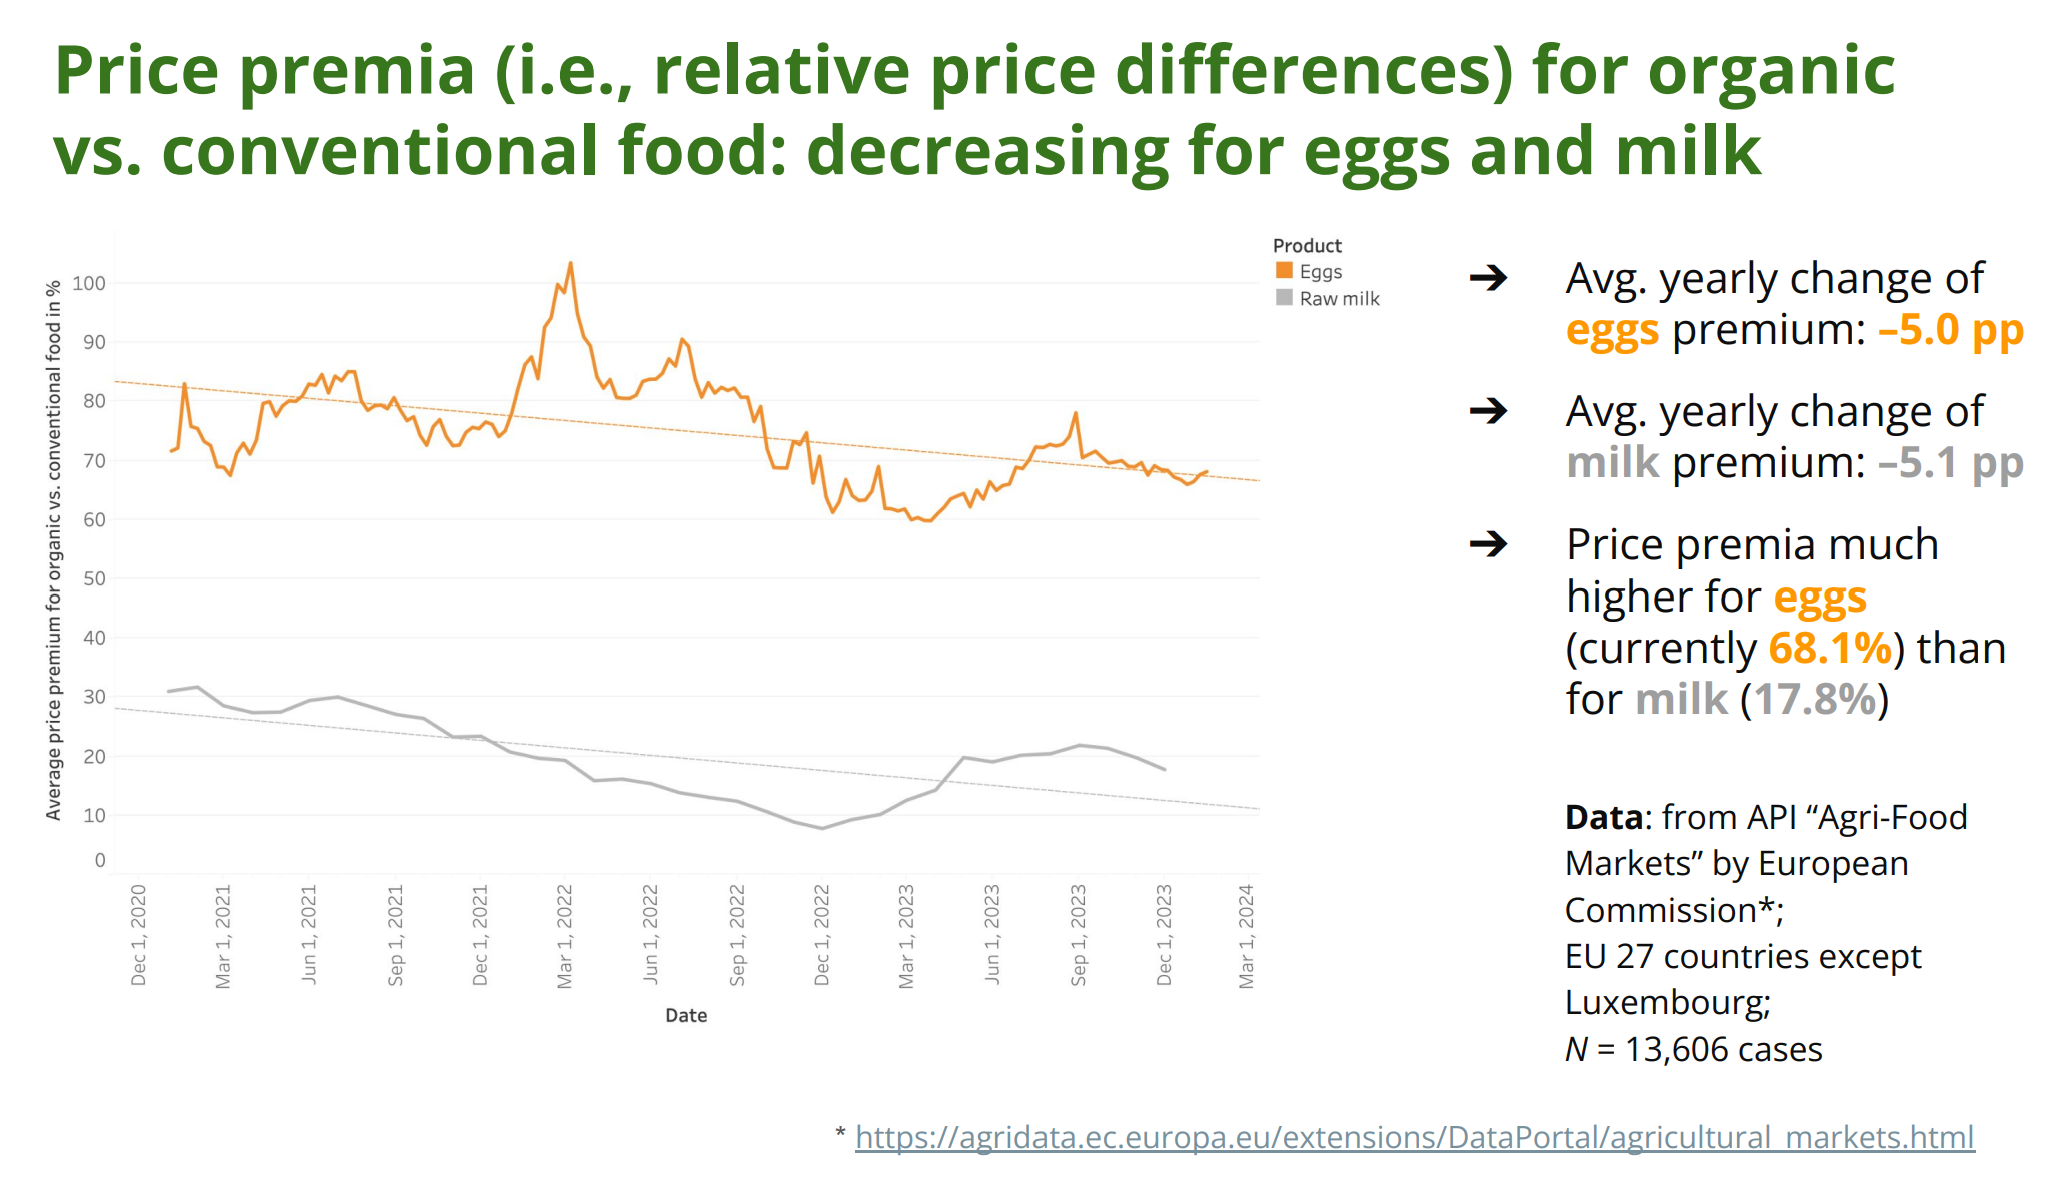 Price premia (i.e., relative price differences) for organic
vs. conventional food: decreasing for eggs and milk
Average price premium for organic vs. conventional food in %
100
90
80
70
60
50
40
30
20
10
0
Dec 1, 2020
Mar 1, 2021
Jun 1, 2021
Sep 1, 2021
Dec 1, 2021
Mar 1, 2022
Jun 1, 2022
Sep 1, 2022
Dec 1, 2022
Mar 1, 2023
Jun 1, 2023
Sep 1, 2023
Dec 1, 2023
Mar 1, 2024
Date
Product
Eggs
Raw milk
➔ Avg. yearly change of
eggs premium: –5.0 pp
➔ Avg. yearly change of
milk premium: –5.1 pp
➔ Price premia much
higher for eggs
(currently 68.1%) than
for milk (17.8%)
Data: from API “Agri-Food
Markets” by European
Commission*;
EU 27 countries except
Luxembourg;
N = 13,606 cases
* https://agridata.ec.europa.eu/extensions/DataPortal/agricultural_markets.html